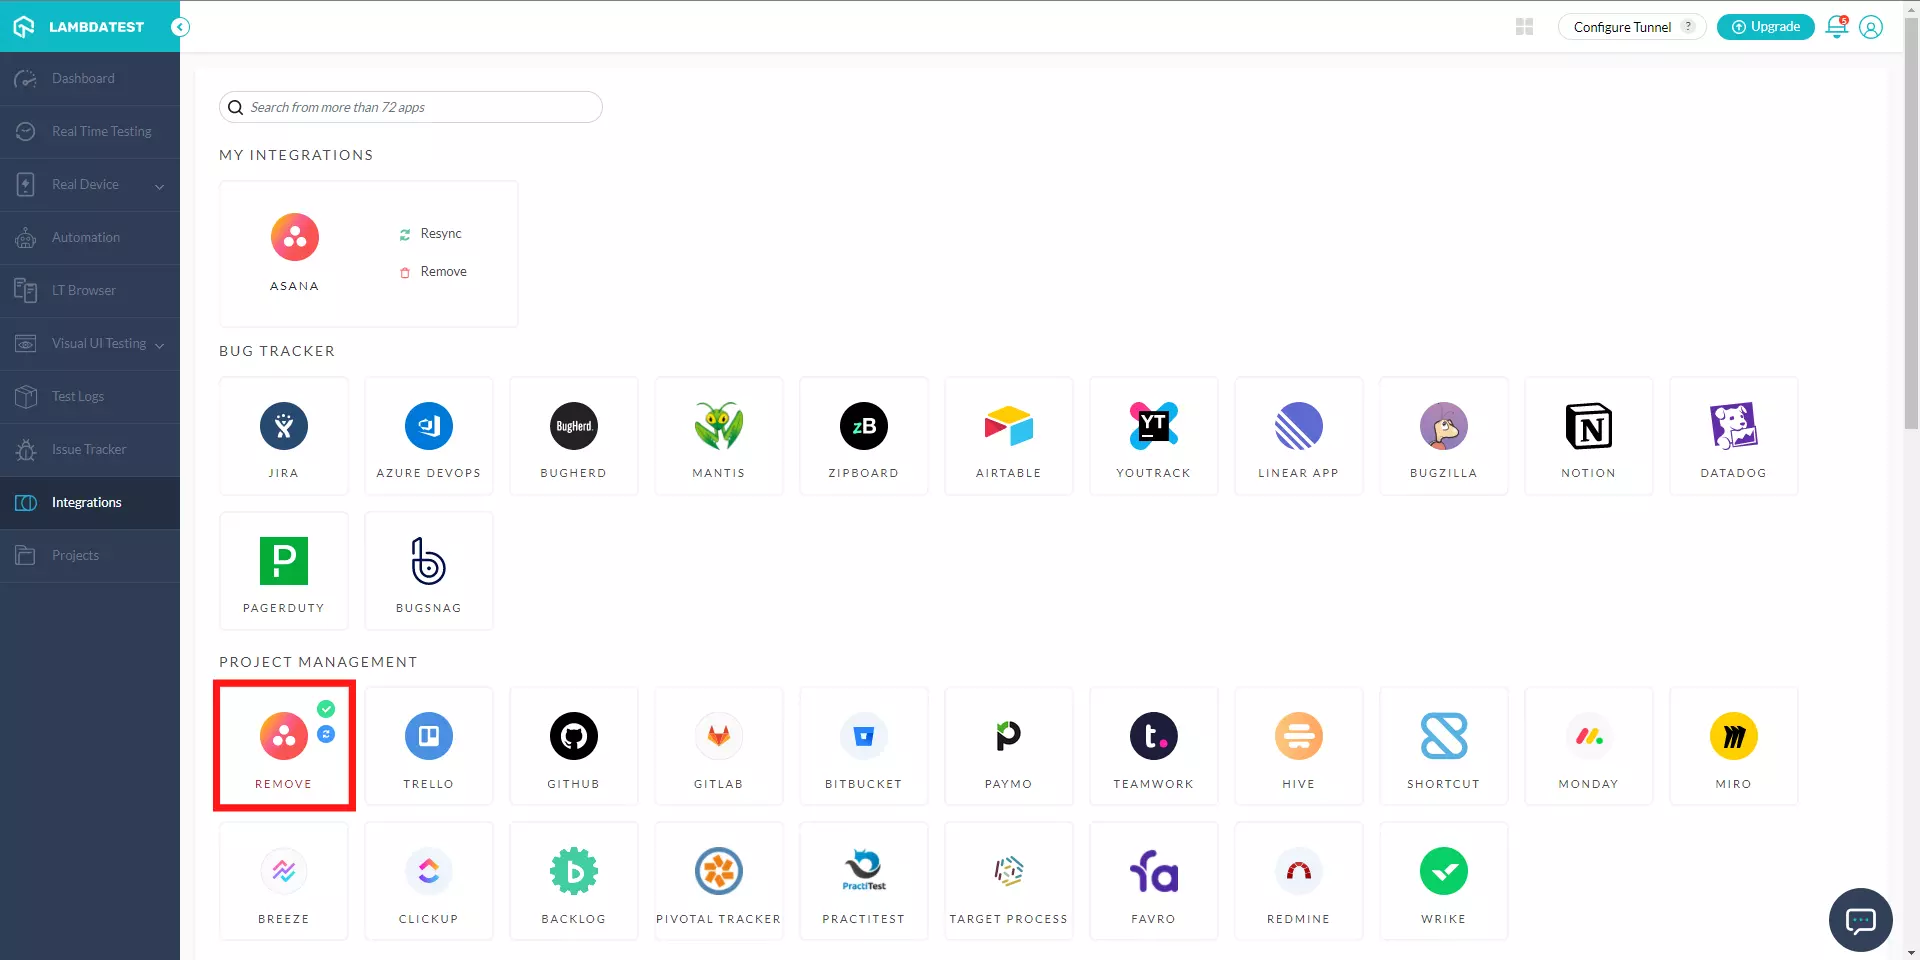 LAMBDATEST
Configure Tunnel ?
Upgrade
5
Dashboard
Real Time Testing
Real Device
Automation
LT Browser
Visual UI Testing
Test Logs
Issue Tracker
Integrations
Projects
Search from more than 72 apps
MY INTEGRATIONS
ASANA
Resync
Remove
BUG TRACKER
JIRA
AZURE DEVOPS
BugHerd.
BUGHERD
MANTIS
zB
ZIPBOARD
AIRTABLE
YT
YOUTRACK
LINEAR APP
BUGZILLA
N
NOTION
DATADOG
P
PAGERDUTY
b
BUGSNAG
PROJECT MANAGEMENT
REMOVE
TRELLO
GITHUB
GITLAB
BITBUCKET
P
PAYMO
t.
TEAMWORK
HIVE
SHORTCUT
MONDAY
MIRO
BREEZE
CLICKUP
b
BACKLOG
PIVOTAL TRACKER
PractiTest
PRACTITEST
TARGET PROCESS
fa
FAVRO
REDMINE
WRIKE